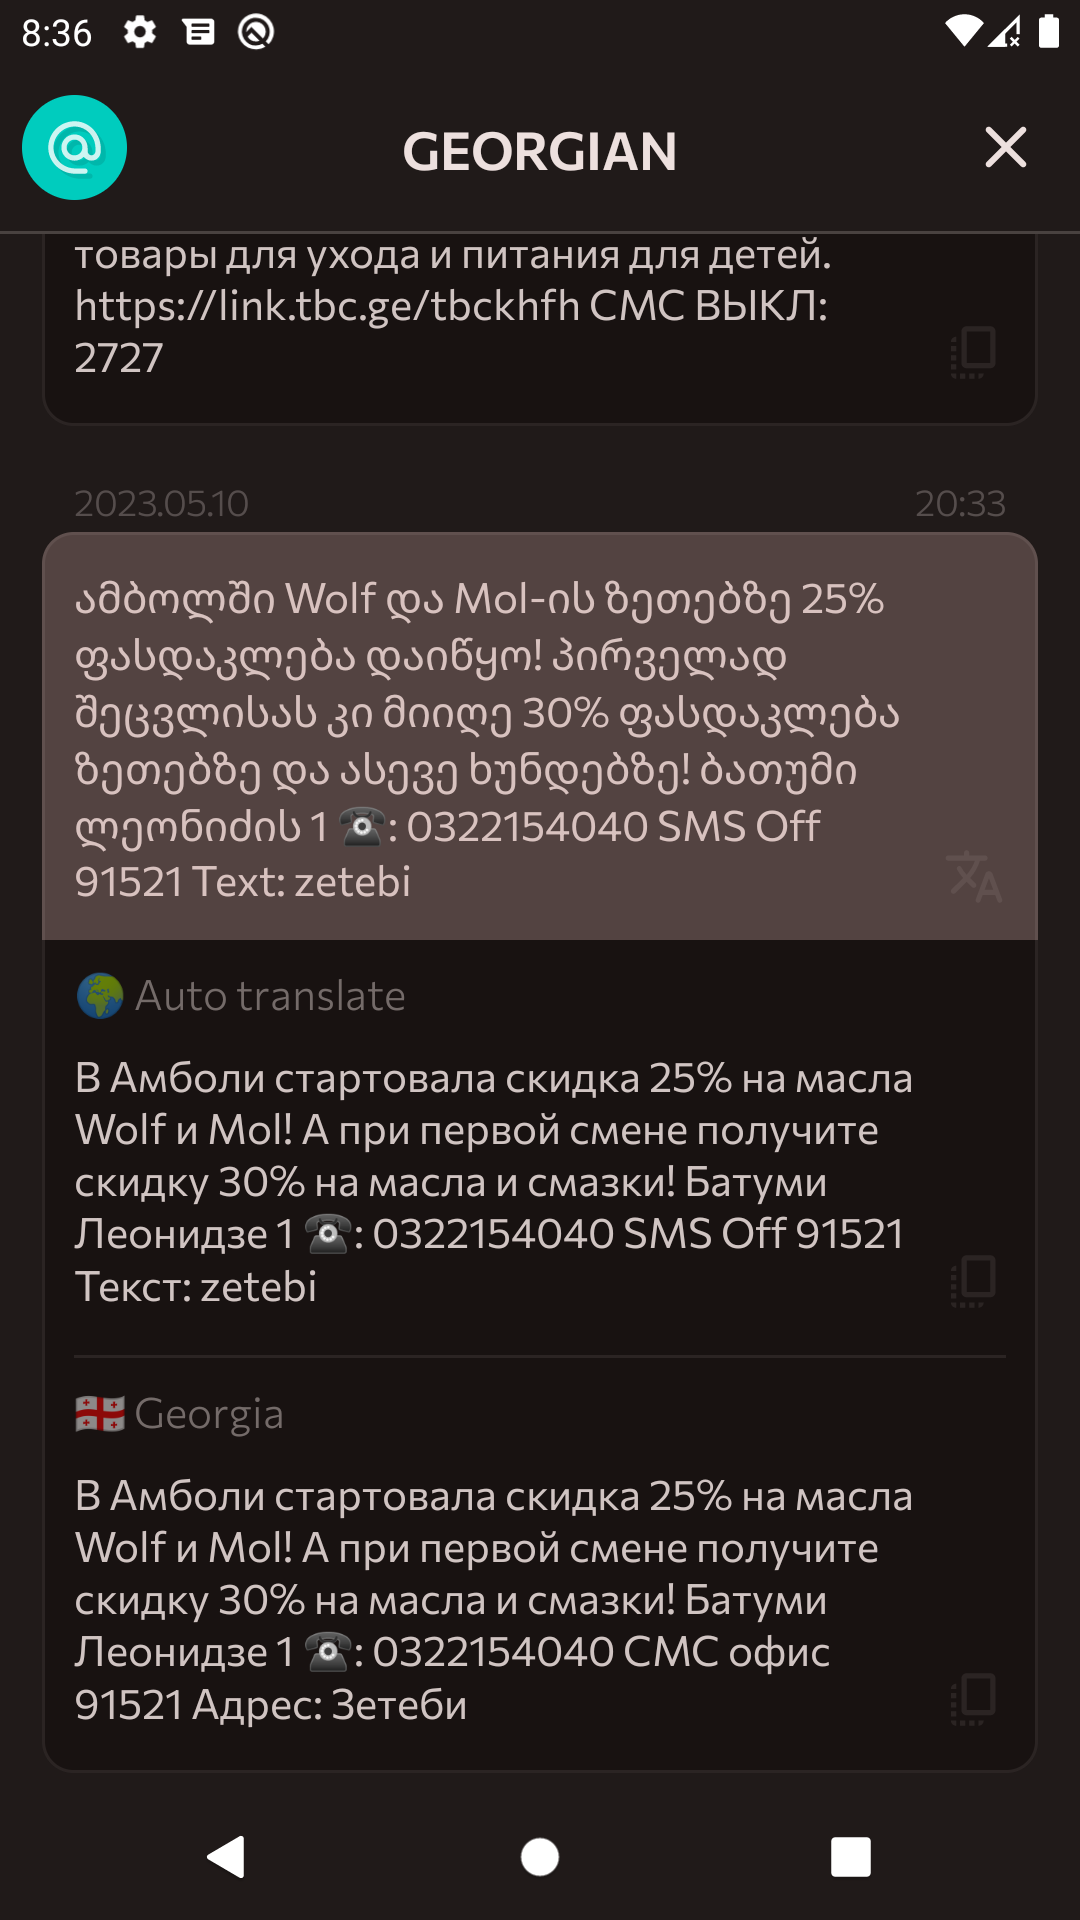 8:36
GEORGIAN
товары для ухода и питания для детей.
https://link.tbc.ge/tbckhfh СМС ВЫКЛ:
2727
2023.05.10 20:33
ამბოლში Wolf და Mol-ის ზეთებზე 25%
ფასდაკლება დაიწყო! პირველად
შეცვლისას კი მიიღე 30% ფასდაკლება
ზეთებზე და ასევე ხუნდებზე! ბათუმი
ლეონიძის 1 ☎️: 0322154040 SMS Off
91521 Text: zetebi
🌍 Auto translate
В Амболи стартовала скидка 25% на масла
Wolf и Mol! А при первой смене получите
скидку 30% на масла и смазки! Батуми
Леонидзе 1 ☎️: 0322154040 SMS Off 91521
Текст: zetebi
🇬🇪 Georgia
В Амболи стартовала скидка 25% на масла
Wolf и Mol! А при первой смене получите
скидку 30% на масла и смазки! Батуми
Леонидзе 1 ☎️: 0322154040 СМС офис
91521 Адрес: Зетеби